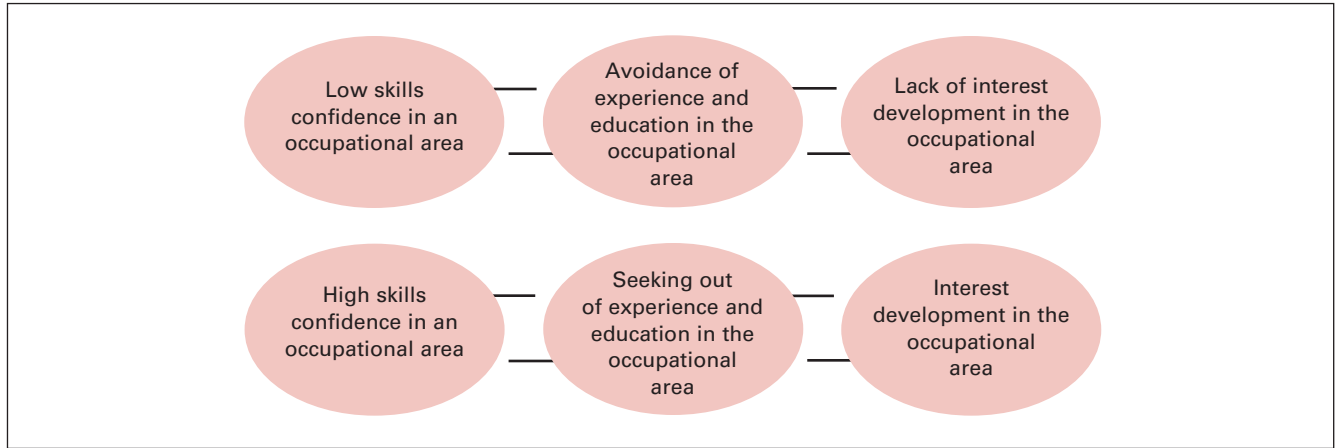 Low skills
confidence in an
occupational area
Avoidance of
experience and
education in the
occupational
area
Lack of interest
development in the
occupational
area
High skills
confidence in an
occupational area
Seeking out
of experience and
education in the
occupational
area
Interest
development in the
occupational
area